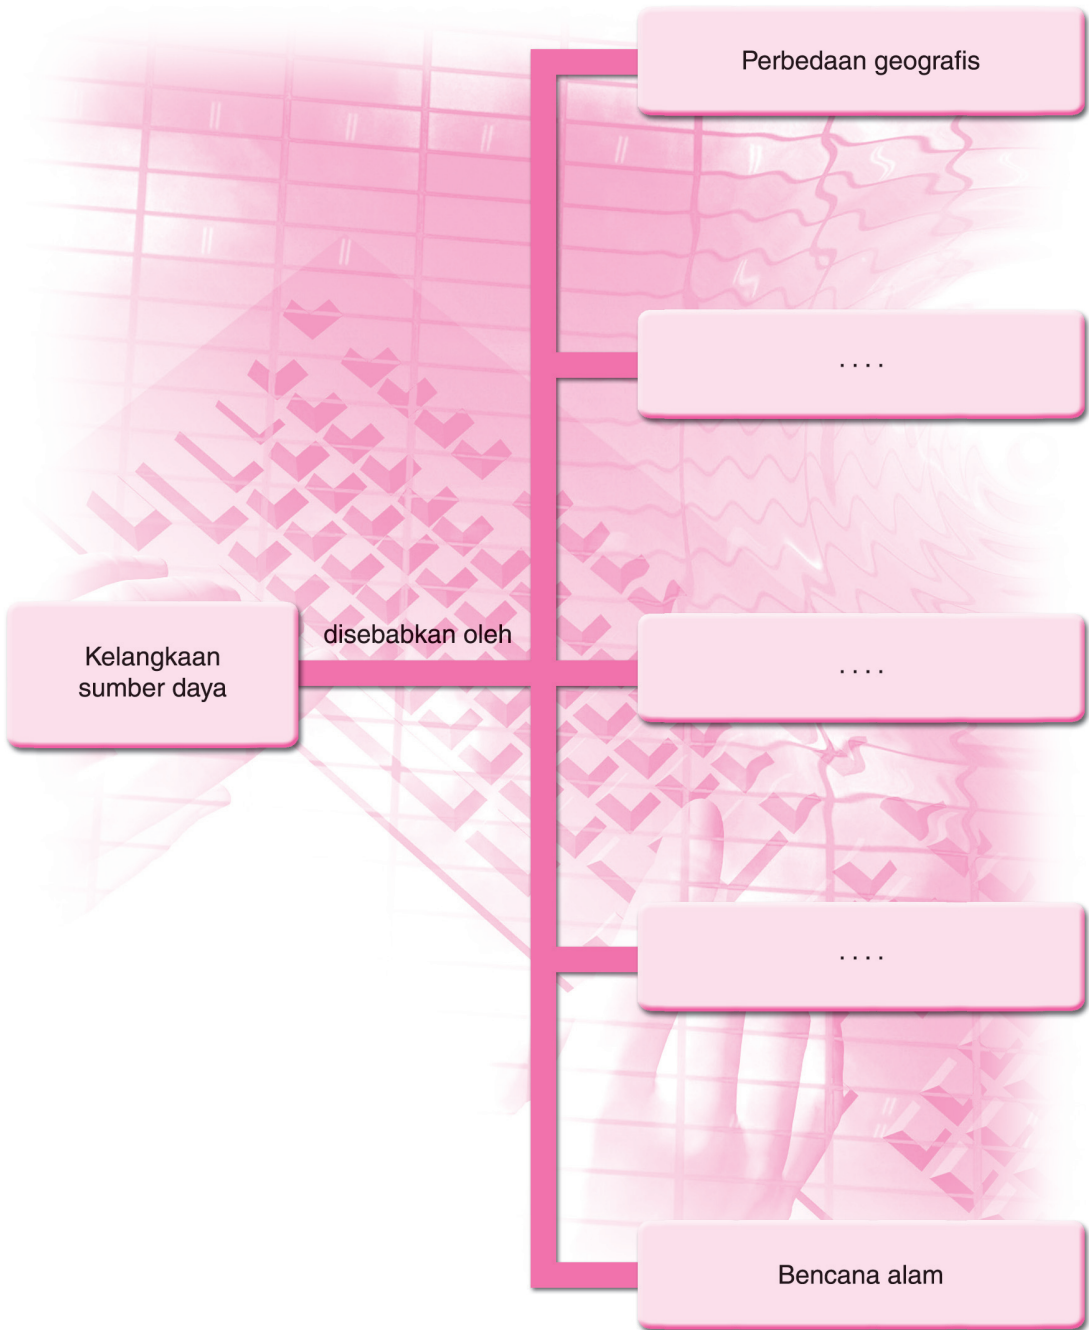 Perbedaan geografis
. . . .
disebabkan oleh
Kelangkaan
sumber daya
. . . .
. . . .
Bencana alam